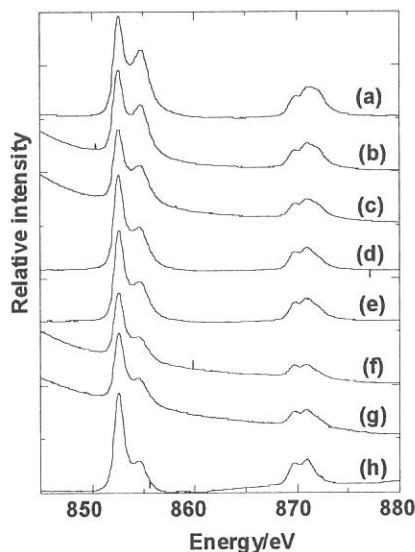 Relative intensity
(a)
(b)
(c)
(d)
(e)
(f)
(g)
(h)
850
860
870
880
Energy/eV